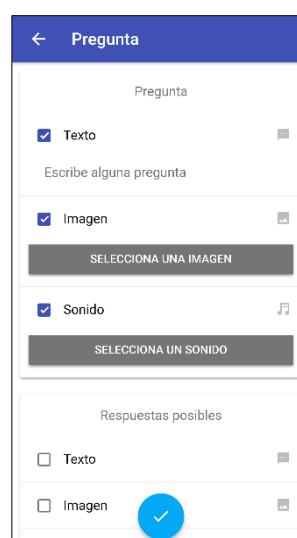 Pregunta
Pregunta
Texto
Escribe alguna pregunta
Imagen
SELECCIONA UNA IMAGEN
Sonido
SELECCIONA UN SONIDO
Respuestas posibles
Texto
Imagen